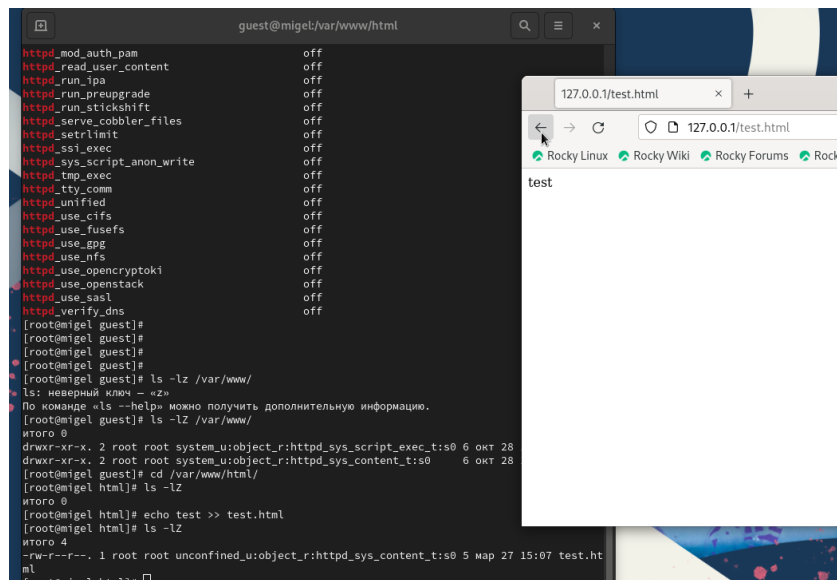 guest@migel:/var/www/html
httpd_mod_auth_pam off
httpd_read_user_content off
httpd_run_ipa off
httpd_run_preupgrade off
httpd_run_stickshift off
httpd_serve_cobbler_files off
httpd_setrlimit off
httpd_ssi_exec off
httpd_sys_script_anon_write off
httpd_tmp_exec off
httpd_tty_comm off
httpd_unified off
httpd_use_cifs off
httpd_use_fusefs off
httpd_use_gpg off
httpd_use_nfs off
httpd_use_opencryptoki off
httpd_use_openstack off
httpd_use_sasl off
httpd_verify_dns off
[root@migel guest]#
[root@migel guest]#
[root@migel guest]#
[root@migel guest]#
[root@migel guest]# ls -lz /var/www/
ls: неверный ключ — «z»
По команде «ls --help» можно получить дополнительную информацию.
[root@migel guest]# ls -lZ /var/www/
итого 0
drwxr-xr-x. 2 root root system_u:object_r:httpd_sys_script_exec_t:s0 6 окт 28
drwxr-xr-x. 2 root root system_u:object_r:httpd_sys_content_t:s0 6 окт 28
[root@migel guest]# cd /var/www/html/
[root@migel html]# ls -lZ
итого 0
[root@migel html]# echo test >> test.html
[root@migel html]# ls -lZ
итого 4
-rw-r--r--. 1 root root unconfined_u:object_r:httpd_sys_content_t:s0 5 мар 27 15:07 test.ht
ml
127.0.0.1/test.html
127.0.0.1/test.html
Rocky Linux Rocky Wiki Rocky Forums Rock
test